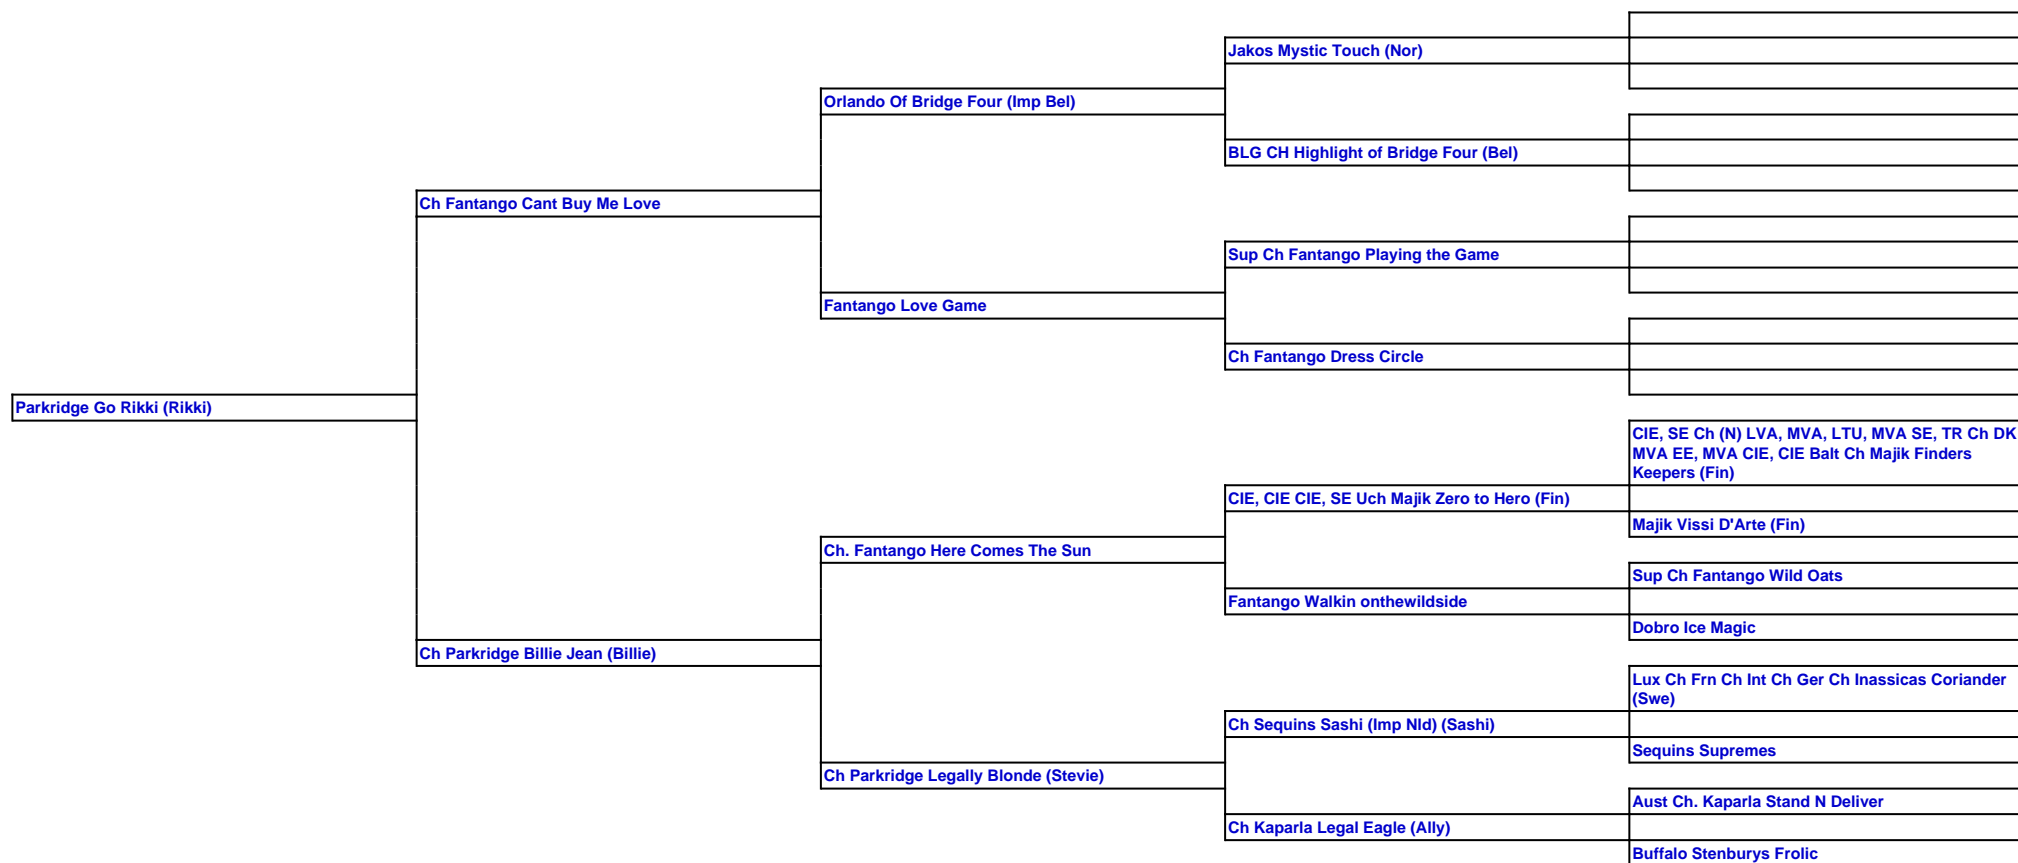 Jakos Mystic Touch (Nor)
Orlando Of Bridge Four (Imp Bel)
BLG CH Highlight of Bridge Four (Bel)
Ch Fantango Cant Buy Me Love
Sup Ch Fantango Playing the Game
Fantango Love Game
Ch Fantango Dress Circle
Parkridge Go Rikki (Rikki)
CIE, SE Ch (N) LVA, MVA, LTU, MVA SE, TR Ch DK
MVA EE, MVA CIE, CIE Balt Ch Majik Finders
Keepers (Fin)
CIE, CIE CIE, SE Uch Majik Zero to Hero (Fin)
Majik Vissi D'Arte (Fin)
Ch. Fantango Here Comes The Sun
Sup Ch Fantango Wild Oats
Fantango Walkin onthewildside
Dobro Ice Magic
Ch Parkridge Billie Jean (Billie)
Lux Ch Frn Ch Int Ch Ger Ch Inassicas Coriander
(Swe)
Ch Sequins Sashi (Imp Nld) (Sashi)
Sequins Supremes
Ch Parkridge Legally Blonde (Stevie)
Aust Ch. Kaparla Stand N Deliver
Ch Kaparla Legal Eagle (Ally)
Buffalo Stenburys Frolic